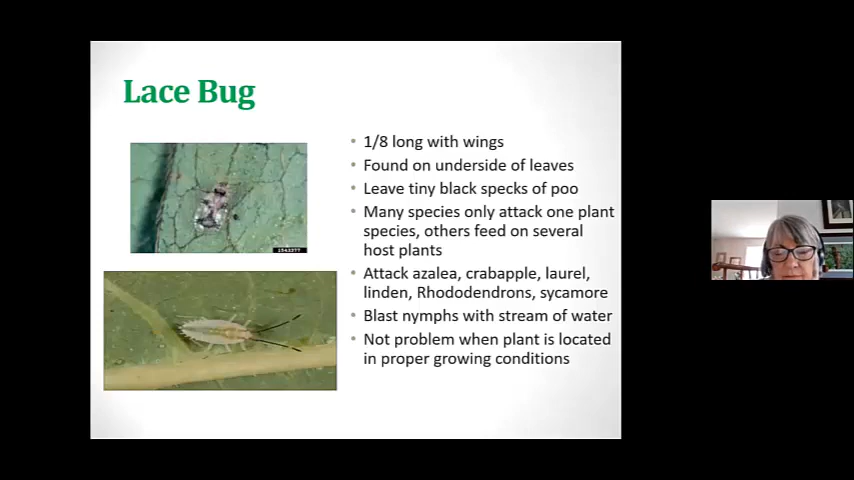 Lace Bug
• 1/8 long with wings
• Found on underside of leaves
• Leave tiny black specks of poo
• Many species only attack one plant
species, others feed on several
host plants
• Attack azalea, crabapple, laurel,
linden, Rhododendrons, sycamore
• Blast nymphs with stream of water
• Not problem when plant is located
in proper growing conditions